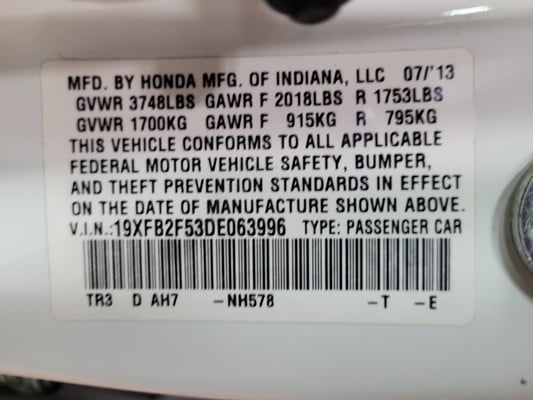 MFD. BY HONDA MFG. OF INDIANA, LLC 07/'13
GVWR 3748LBS GAWR F 2018LBS R 1753LBS
GVWR 1700KG GAWR F 915KG R 795KG
THIS VEHICLE CONFORMS TO ALL APPLICABLE
FEDERAL MOTOR VEHICLE SAFETY, BUMPER,
AND THEFT PREVENTION STANDARDS IN EFFECT
ON THE DATE OF MANUFACTURE SHOWN ABOVE.
V.I.N.:19XFB2F53DE063996 TYPE: PASSENGER CAR
TR3 D AH7 -NH578 -T -E